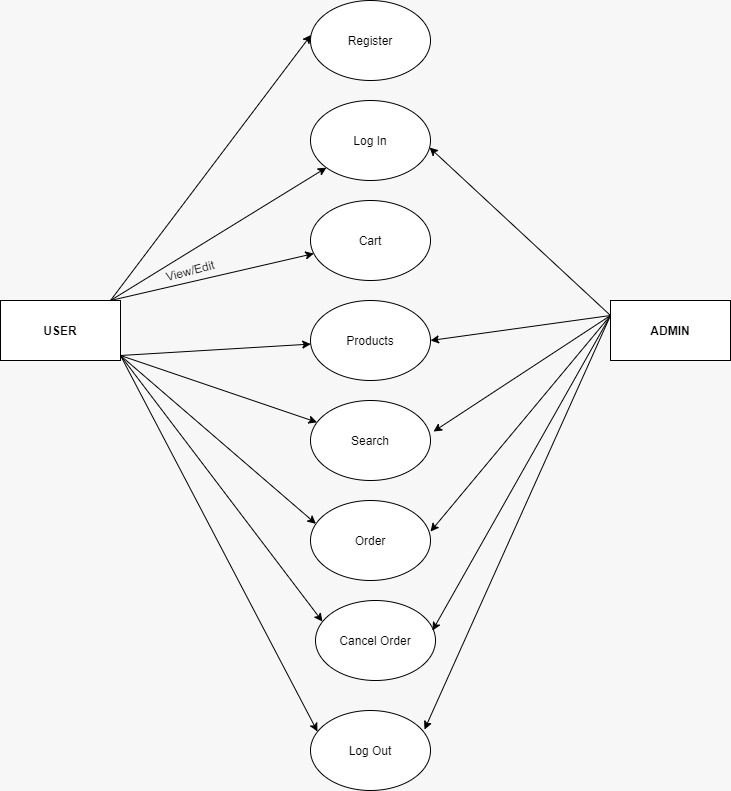 Register
Log In
Cart
View/Edit
USER
Products
ADMIN
Search
Order
Cancel Order
Log Out